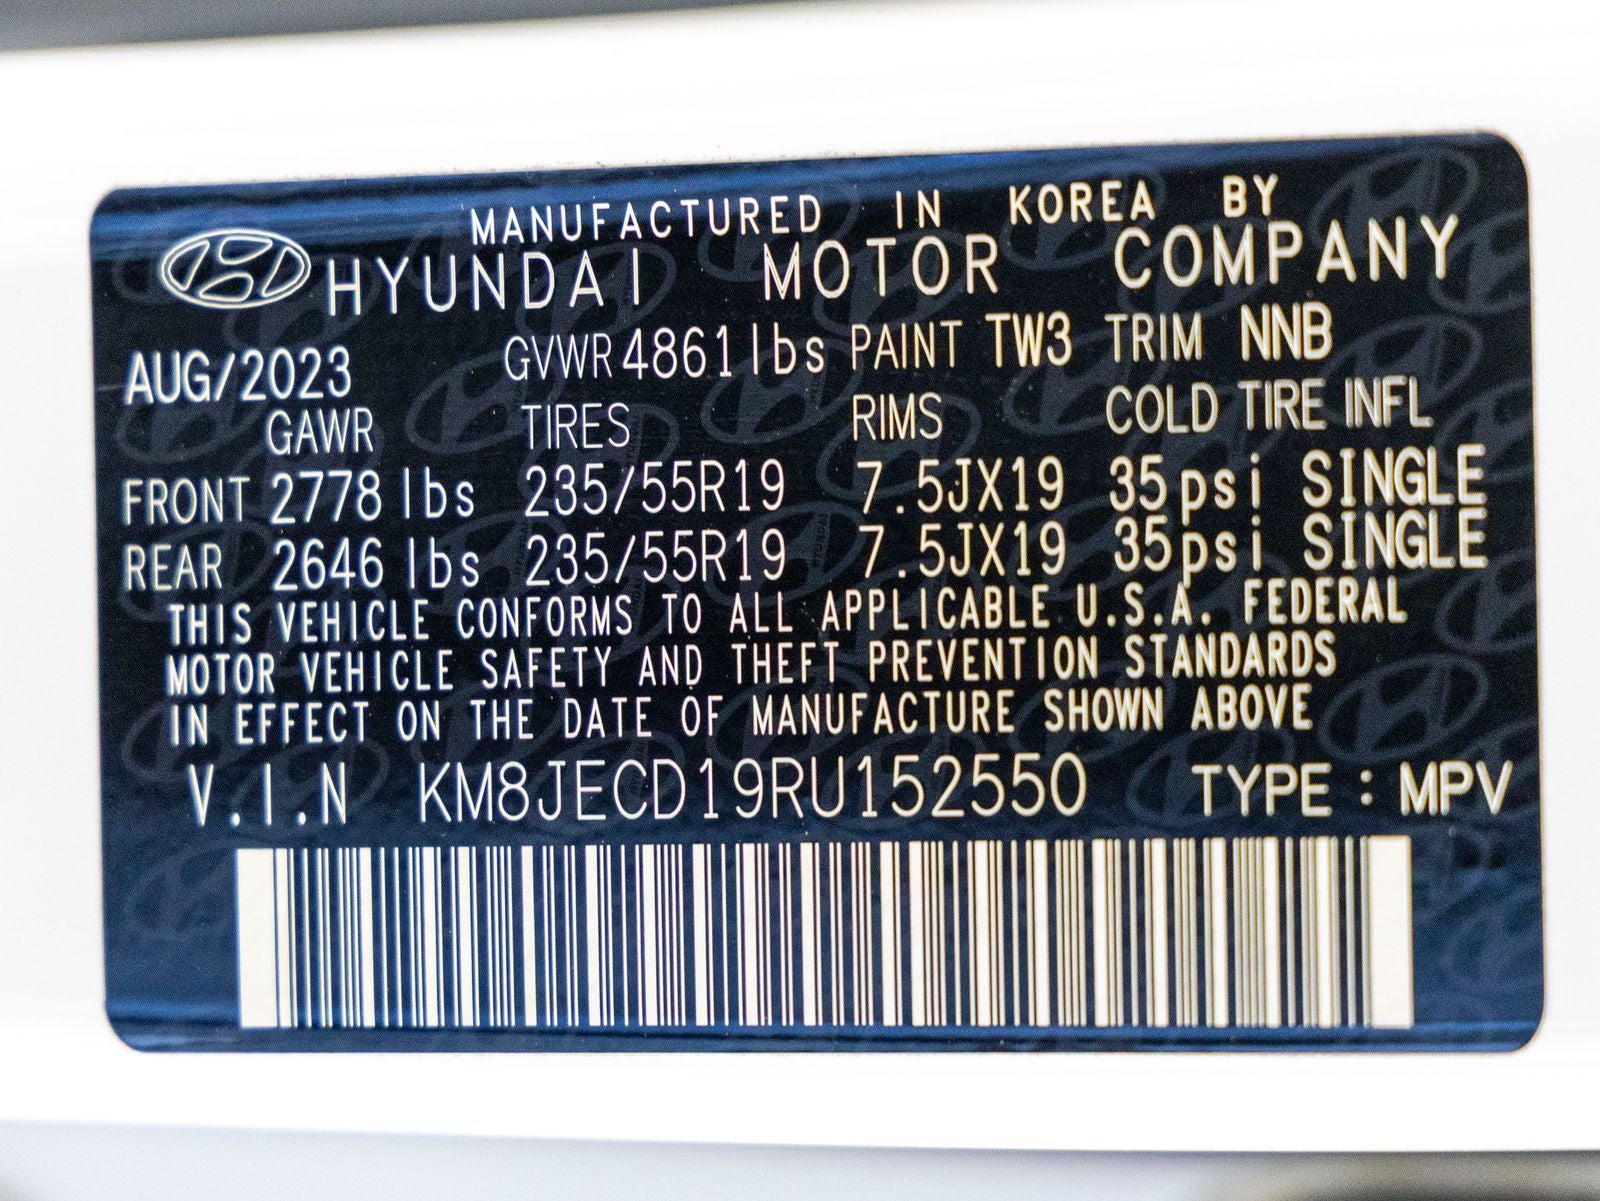 MANUFACTURED IN KOREA BY
HYUNDAI MOTOR COMPANY
AUG/2023 GVWR 4861 lbs PAINT TW3 TRIM NNB
GAWR TIRES RIMS COLD TIRE INFL
FRONT 2778 lbs 235/55R19 7.5JX19 35psi SINGLE
REAR 2646 lbs 235/55R19 7.5JX19 35psi SINGLE
THIS VEHICLE CONFORMS TO ALL APPLICABLE U.S.A. FEDERAL
MOTOR VEHICLE SAFETY AND THEFT PREVENTION STANDARDS
IN EFFECT ON THE DATE OF MANUFACTURE SHOWN ABOVE
V.I.N KM8JECD19RU152550 TYPE : MPV